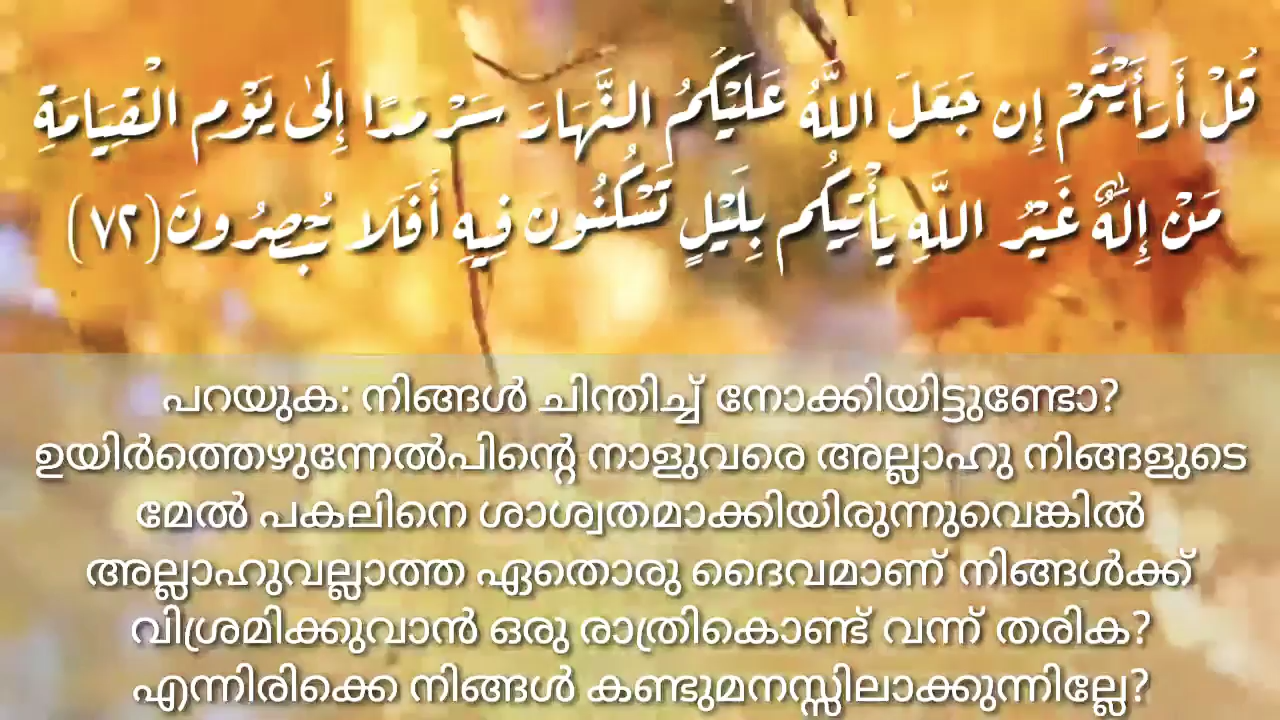 قُلْ أَرَأَيْتُمْ إِن جَعَلَ اللَّهُ عَلَيْكُمُ النَّهَارَ سَرْمَدًا إِلَىٰ يَوْمِ الْقِيَامَةِ
مَنْ إِلَٰهٌ غَيْرُ اللَّهِ يَأْتِيكُم بِلَيْلٍ تَسْكُنُونَ فِيهِ أَفَلَا تُبْصِرُونَ(٧٢)
പറയുക: നിങ്ങൾ ചിന്തിച്ച് നോക്കിയിട്ടുണ്ടോ?
ഉയിർത്തെഴുന്നേൽപിന്റെ നാളുവരെ അല്ലാഹു നിങ്ങളുടെ
മേൽ പകലിനെ ശാശ്വതമാക്കിയിരുന്നുവെങ്കിൽ
അല്ലാഹുവല്ലാത്ത ഏതൊരു ദൈവമാണ് നിങ്ങൾക്ക്
വിശ്രമിക്കുവാൻ ഒരു രാത്രികൊണ്ട് വന്ന് തരിക?
എന്നിരിക്കെ നിങ്ങൾ കണ്ടുമനസ്സിലാക്കുന്നില്ലേ?